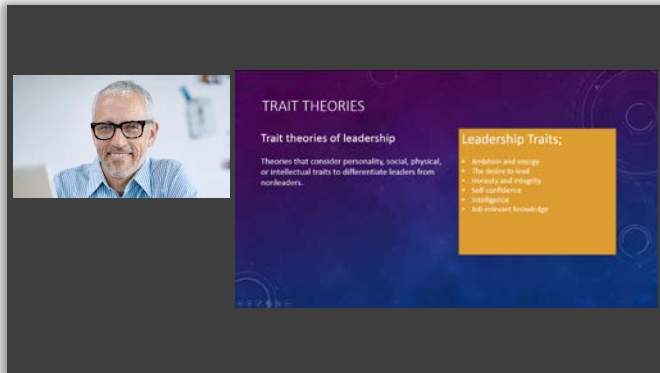 TRAIT THEORIES
Trait theories of leadership
Theories that consider personality, social, physical,
or intellectual traits to differentiate leaders from
nonleaders.
Leadership Traits;
• Ambition and energy
• The desire to lead
• Honesty and integrity
• Self-confidence
• Intelligence
• Job-relevant knowledge